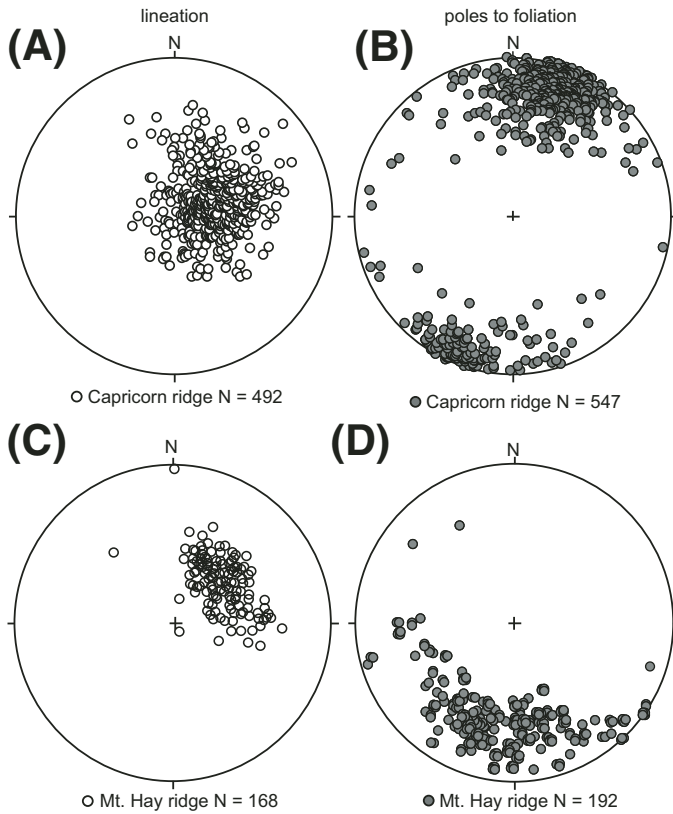 lineation
poles to foliation
(A)
N
(B)
N
Capricorn ridge N = 492
Capricorn ridge N = 547
(C)
N
(D)
N
Mt. Hay ridge N = 168
Mt. Hay ridge N = 192